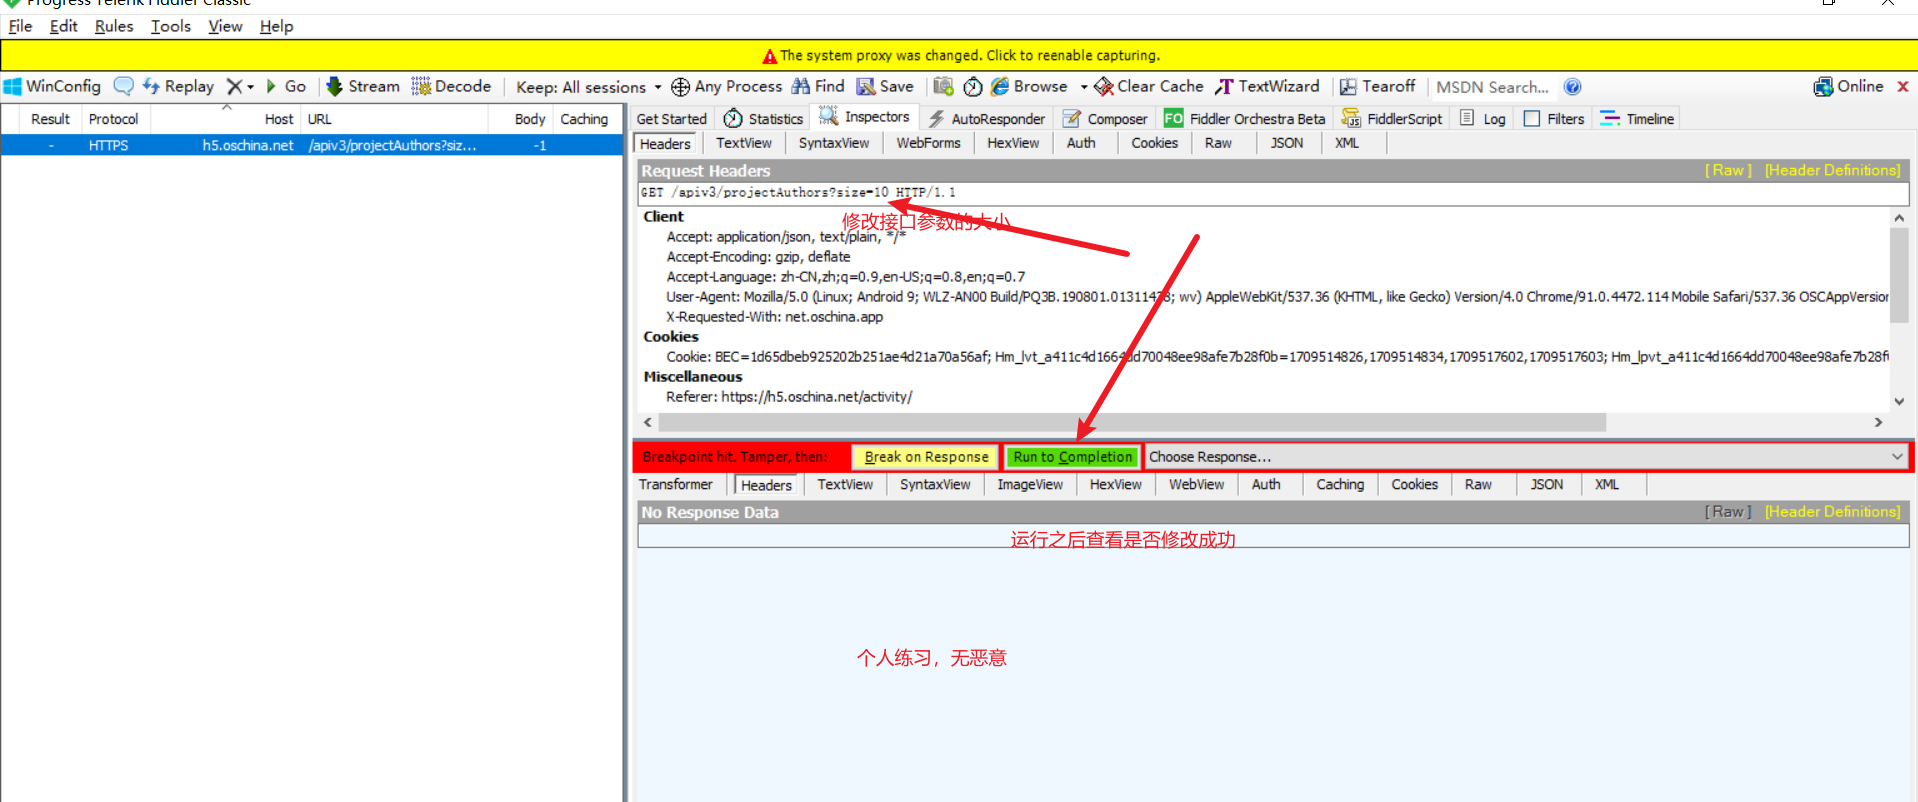 Progress Telerik Fiddler Classic
File Edit Rules Tools View Help
The system proxy was changed. Click to reenable capturing.
WinConfig Replay Go Stream Decode Keep: All sessions Any Process Find Save Browse Clear Cache TextWizard Tearoff MSDN Search... Online
Result Protocol Host URL Body Caching
- HTTPS h5.oschina.net /apiv3/projectAuthors?siz... -1
Get Started Statistics Inspectors AutoResponder Composer FO Fiddler Orchestra Beta FiddlerScript Log Filters Timeline
Headers TextView SyntaxView WebForms HexView Auth Cookies Raw JSON XML
Request Headers [ Raw ] [Header Definitions]
GET /apiv3/projectAuthors?size=10 HTTP/1.1
修改接口参数的大小
Client
Accept: application/json, text/plain, */*
Accept-Encoding: gzip, deflate
Accept-Language: zh-CN,zh;q=0.9,en-US;q=0.8,en;q=0.7
User-Agent: Mozilla/5.0 (Linux; Android 9; WLZ-AN00 Build/PQ3B.190801.01311428; wv) AppleWebKit/537.36 (KHTML, like Gecko) Version/4.0 Chrome/91.0.4472.114 Mobile Safari/537.36 OSCAppVersion
X-Requested-With: net.oschina.app
Cookies
Cookie: BEC=1d65dbeb925202b251ae4d21a70a56af; Hm_lvt_a411c4d1664dd70048ee98afe7b28f0b=1709514826,1709514834,1709517602,1709517603; Hm_lpvt_a411c4d1664dd70048ee98afe7b28f
Miscellaneous
Referer: https://h5.oschina.net/activity/
Breakpoint hit. Tamper, then: Break on Response Run to Completion Choose Response...
Transformer Headers TextView SyntaxView ImageView HexView WebView Auth Caching Cookies Raw JSON XML
No Response Data [ Raw ] [Header Definitions]
运行之后查看是否修改成功
个人练习，无恶意